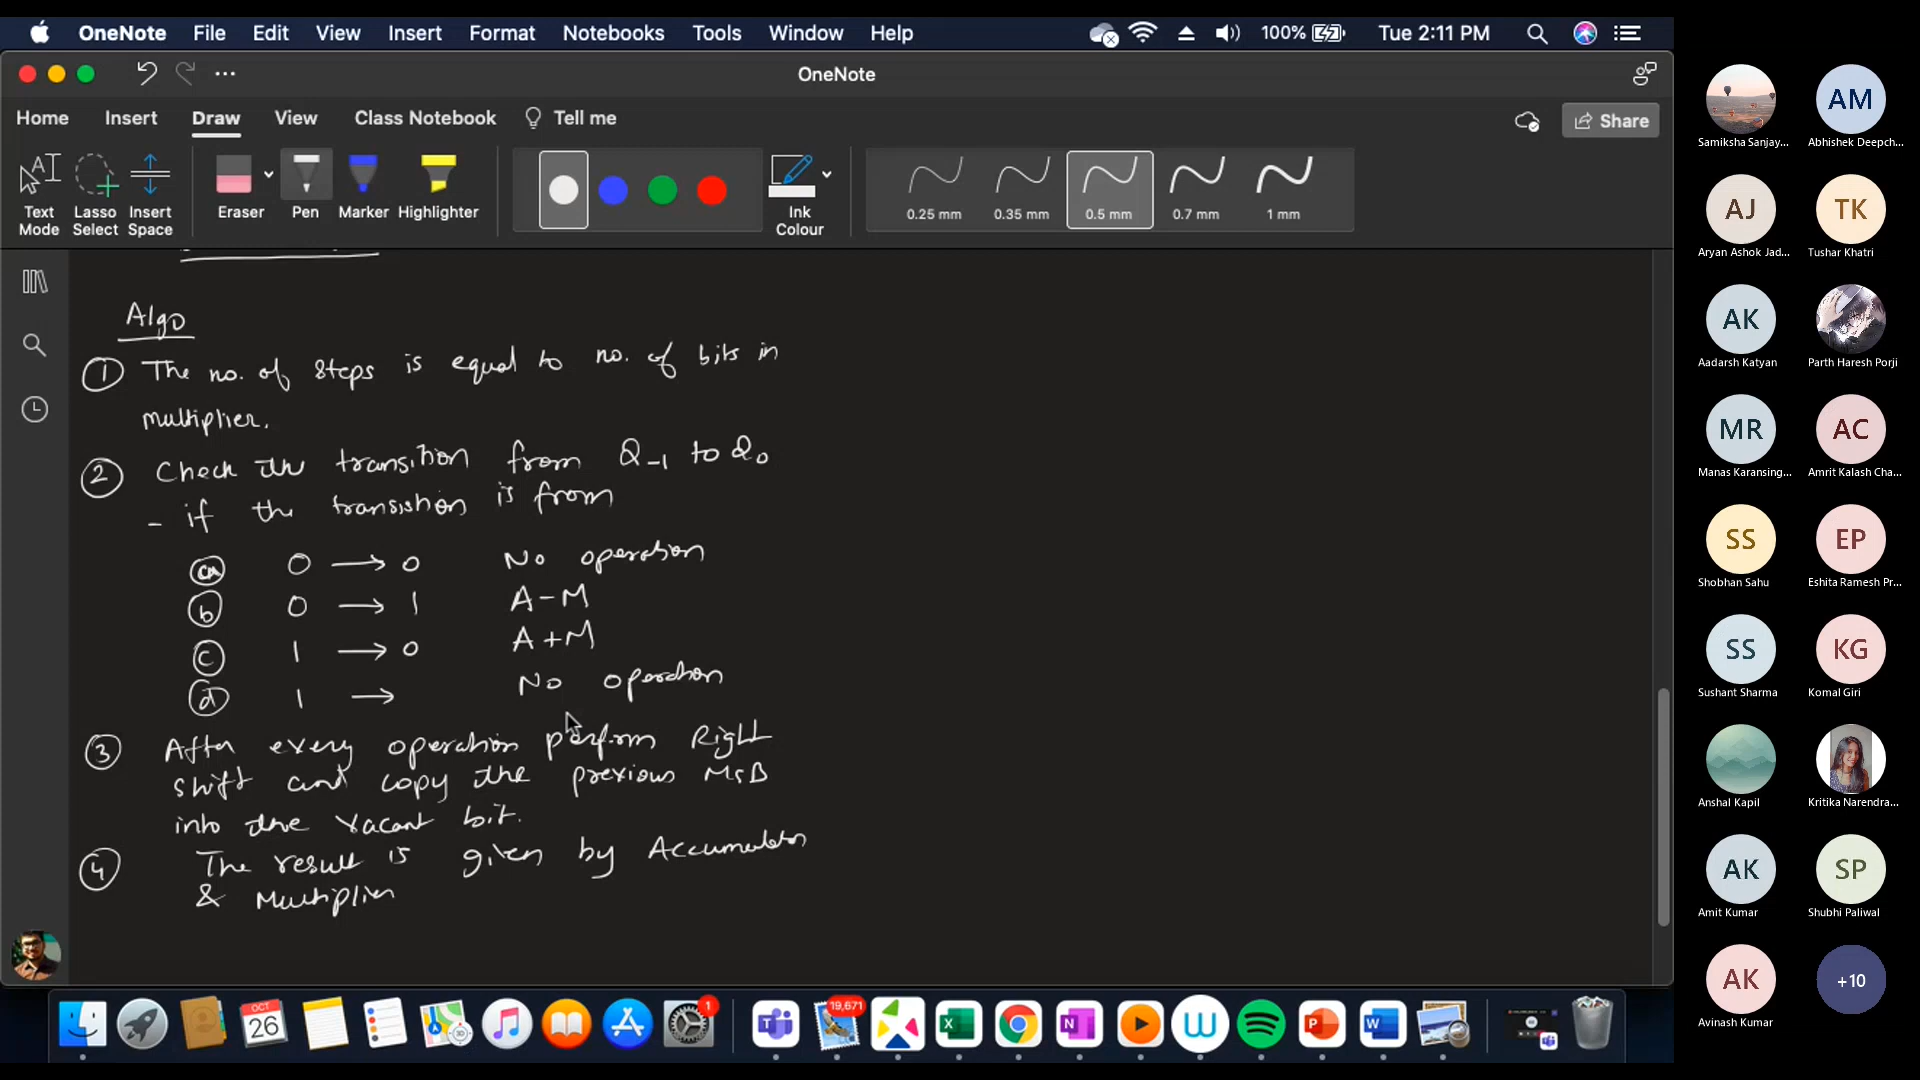 OneNote File Edit View Insert Format Notebooks Tools Window Help 100% Tue 2:11 PM
OneNote
Home Insert Draw View Class Notebook Tell me Share
Text Mode
Lasso Select
Insert Space
Eraser
Pen
Marker
Highlighter
Ink Colour
0.25 mm 0.35 mm 0.5 mm 0.7 mm 1 mm
Algo
① The no. of steps is equal to no. of bits in
multiplier.
② Check the transition from Q-1 to Q0
- if the transistion is from
ⓐ 0 → 0 No operation
ⓑ 0 → 1 A-M
ⓒ 1 → 0 A+M
ⓓ 1 → No operation
③ After every operation perform Right
shift and copy the previous MSB
into the vacant bit.
④ The result is given by Accumulator
& Multiplier
Samiksha Sanjay...
AM
Abhishek Deepch...
AJ
Aryan Ashok Jad...
TK
Tushar Khatri
AK
Aadarsh Katyan
Parth Haresh Porji
MR
Manas Karansing...
AC
Amrit Kalash Cha...
SS
Shobhan Sahu
EP
Eshita Ramesh Pr...
SS
Sushant Sharma
KG
Komal Giri
Anshal Kapil
Kritika Narendra...
AK
Amit Kumar
SP
Shubhi Paliwal
AK
Avinash Kumar
+10
OCT
26
1
19,671